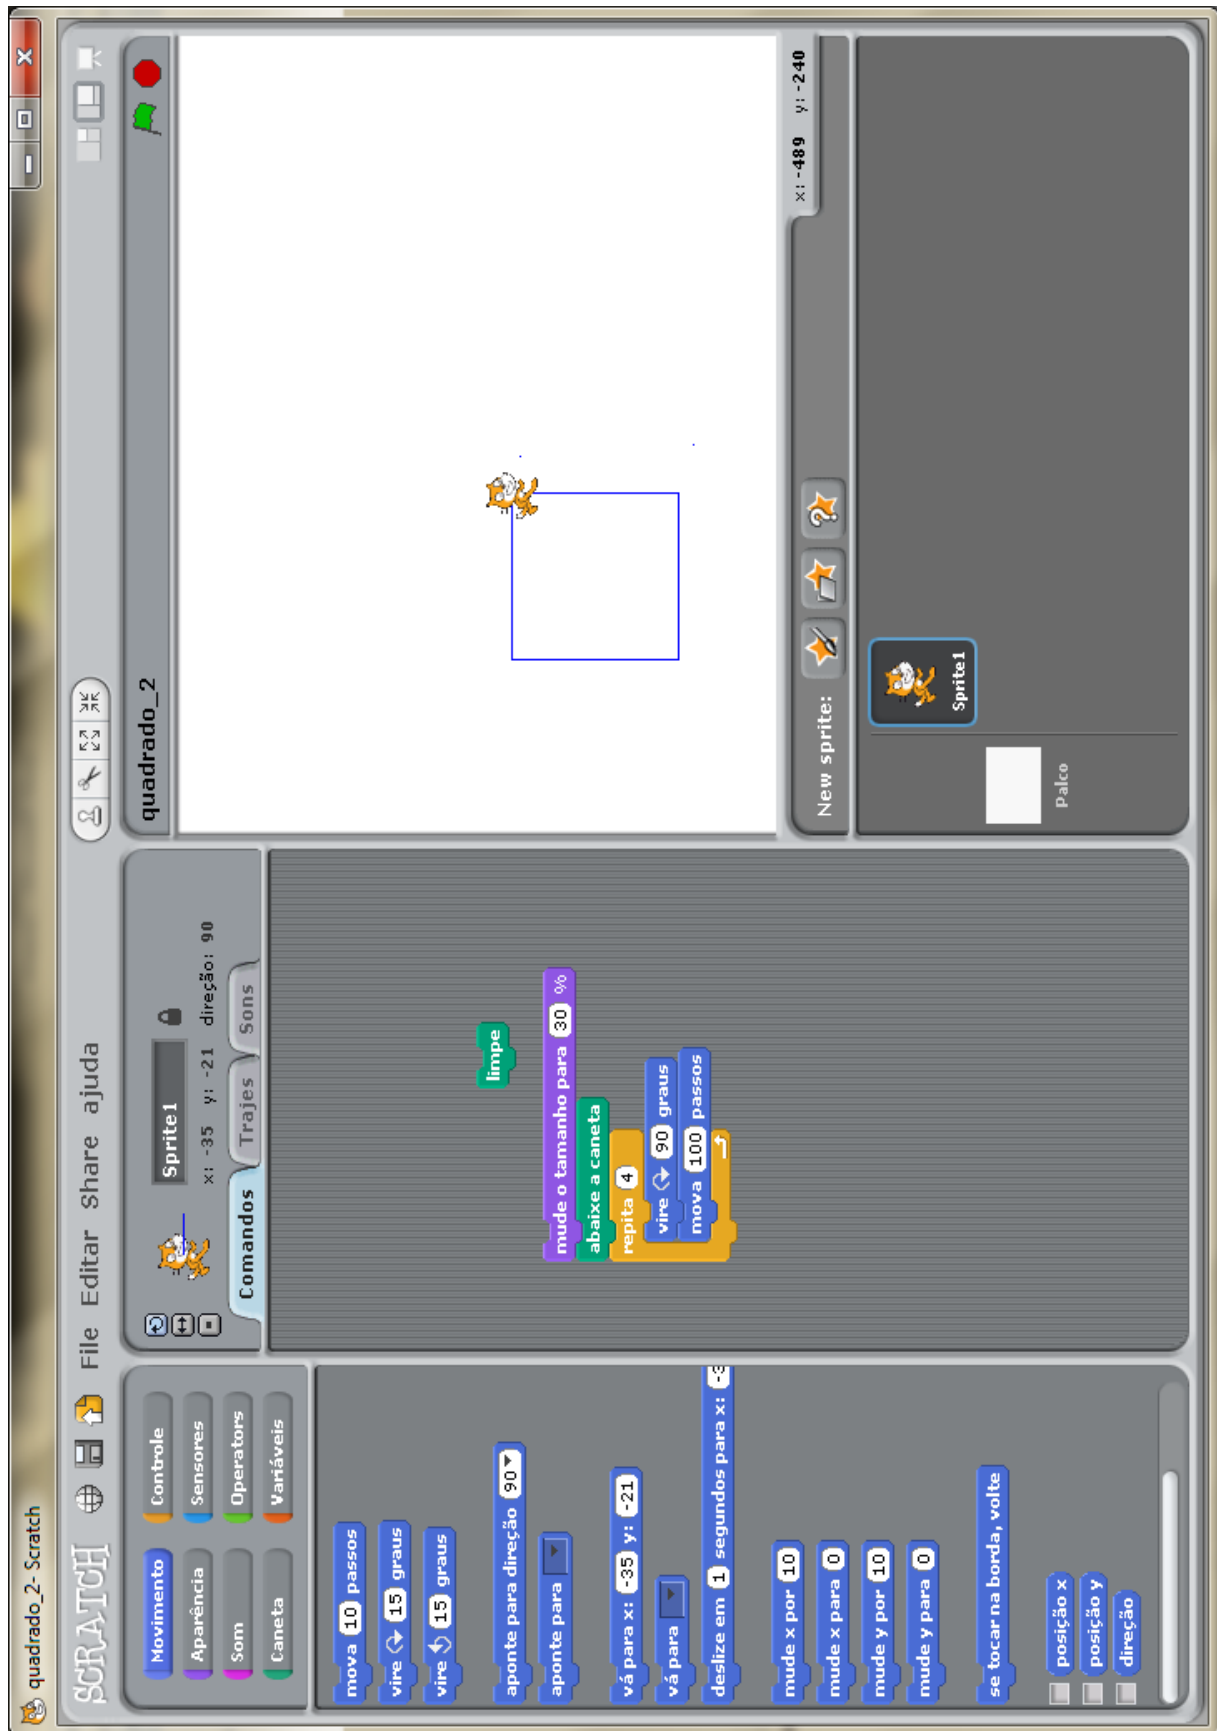 quadrado_2- Scratch
SCRATCH File Editar Share ajuda
Movimento Controle
Aparência Sensores
Som Operators
Caneta Variáveis
mova 10 passos
vire 15 graus
vire 15 graus
aponte para direção 90
aponte para
vá para x: -35 y: -21
vá para
deslize em 1 segundos para x: -3
mude x por 10
mude x para 0
mude y por 10
mude y para 0
se tocar na borda, volte
posição x
posição y
direção
Sprite1
x: -35 y: -21 direção: 90
Comandos Trajes Sons
limpe
mude o tamanho para 30 %
abaixe a caneta
repita 4
vire 90 graus
mova 100 passos
quadrado_2
x: -489 y: -240
New sprite:
Sprite1
Palco